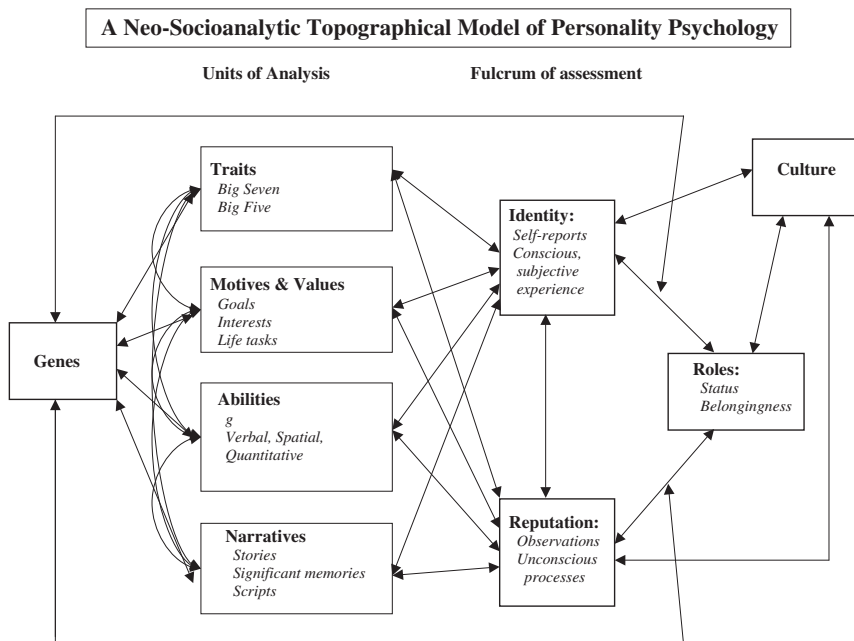 A Neo-Socioanalytic Topographical Model of Personality Psychology
Units of Analysis
Fulcrum of assessment
Genes
Traits
Big Seven
Big Five
Motives & Values
Goals
Interests
Life tasks
Abilities
g
Verbal, Spatial,
Quantitative
Narratives
Stories
Significant memories
Scripts
Identity:
Self-reports
Conscious,
subjective
experience
Reputation:
Observations
Unconscious
processes
Culture
Roles:
Status
Belongingness